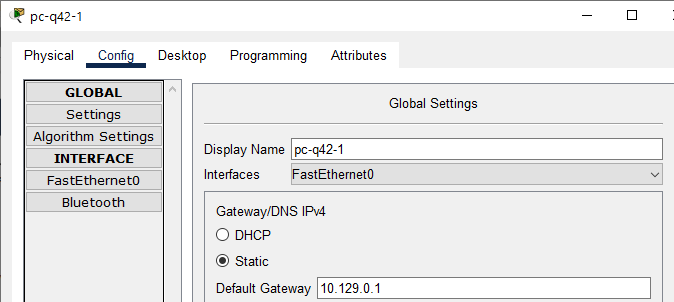 pc-q42-1
Physical Config Desktop Programming Attributes
GLOBAL
Settings
Algorithm Settings
INTERFACE
FastEthernet0
Bluetooth
Global Settings
Display Name pc-q42-1
Interfaces FastEthernet0
Gateway/DNS IPv4
DHCP
Static
Default Gateway 10.129.0.1